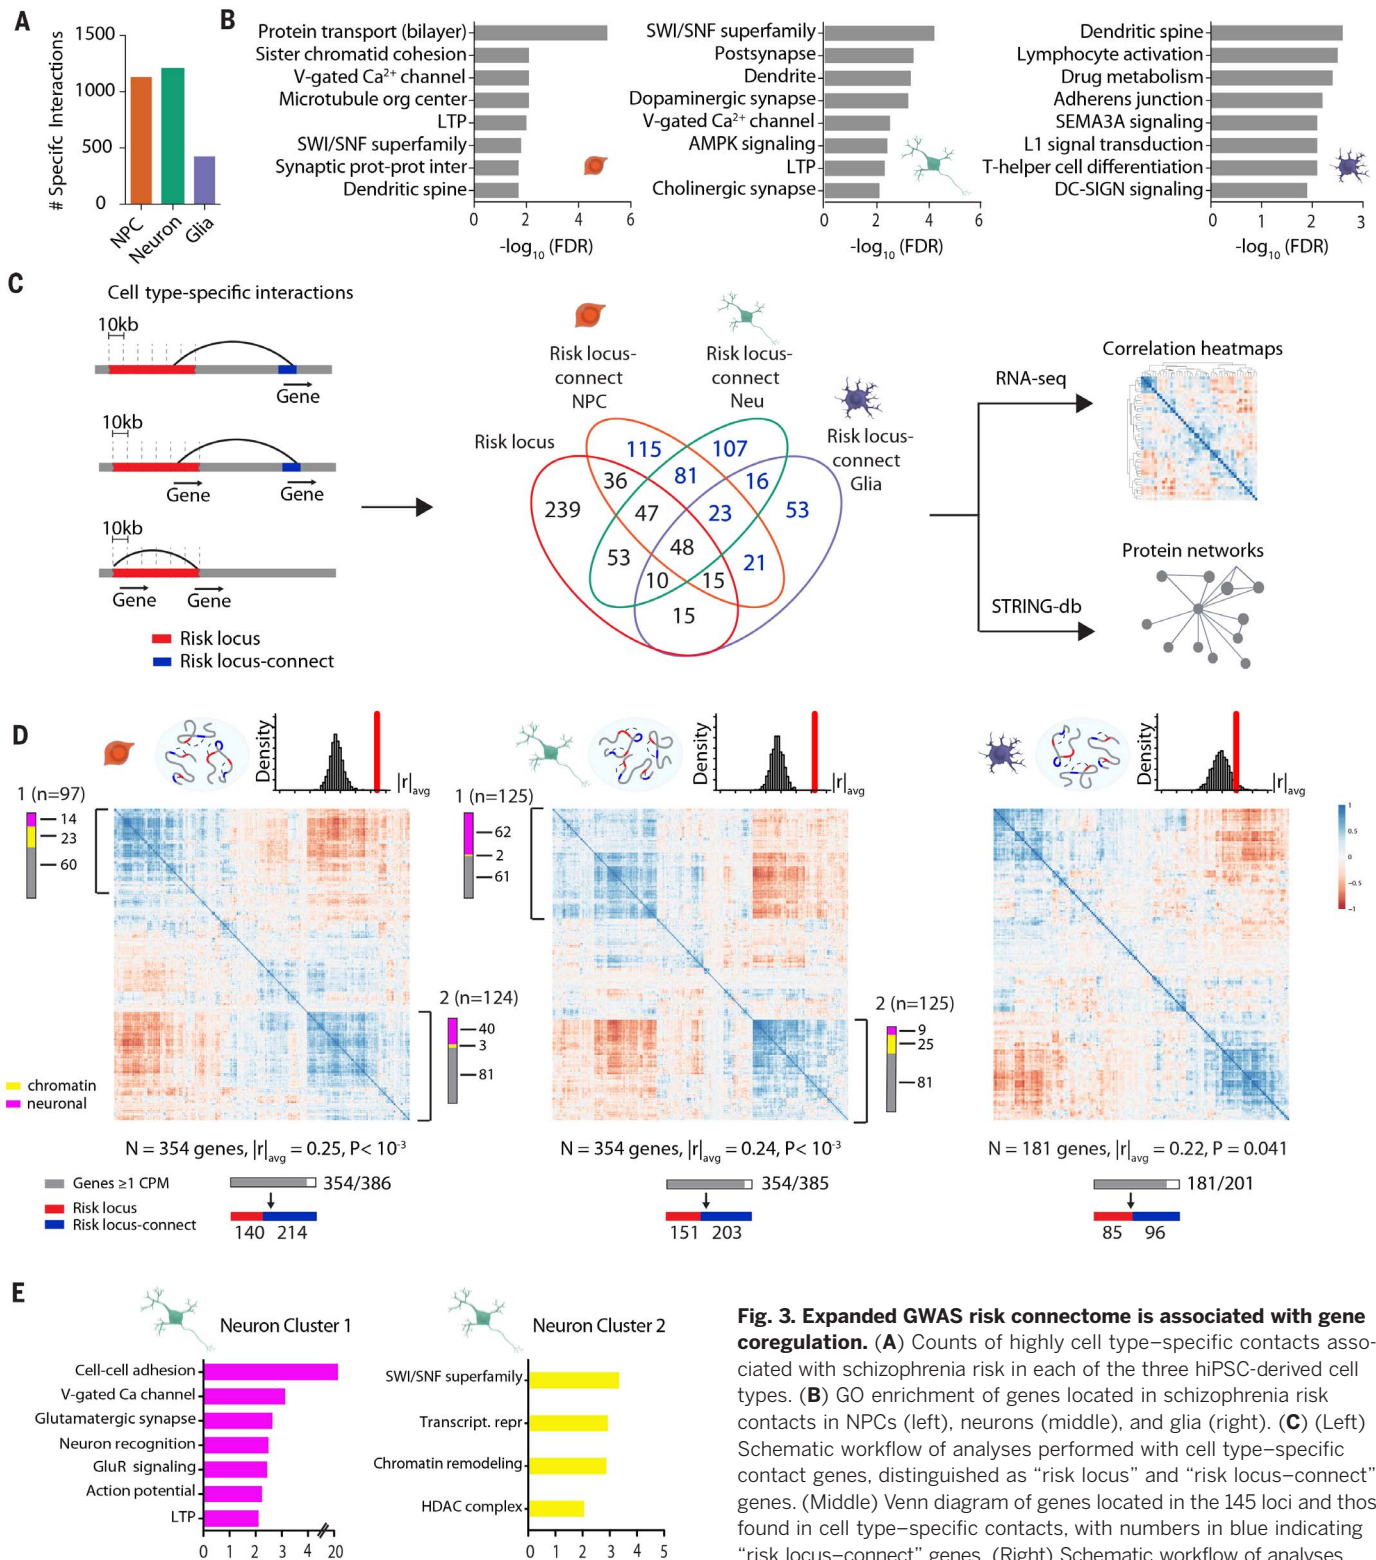 A
# Specifc Interactions
1500
1000
500
0
NPC
Neuron
Glia
B
Protein transport (bilayer)
Sister chromatid cohesion
V-gated Ca²⁺ channel
Microtubule org center
LTP
SWI/SNF superfamily
Synaptic prot-prot inter
Dendritic spine
0 2 4 6
-log₁₀ (FDR)
SWI/SNF superfamily
Postsynapse
Dendrite
Dopaminergic synapse
V-gated Ca²⁺ channel
AMPK signaling
LTP
Cholinergic synapse
0 2 4 6
-log₁₀ (FDR)
Dendritic spine
Lymphocyte activation
Drug metabolism
Adherens junction
SEMA3A signaling
L1 signal transduction
T-helper cell differentiation
DC-SIGN signaling
0 1 2 3
-log₁₀ (FDR)
C
Cell type-specific interactions
10kb
Gene
10kb
Gene Gene
10kb
Gene Gene
Risk locus
Risk locus-connect
Risk locus
Risk locus-
connect
NPC
Risk locus-
connect
Neu
Risk locus-
connect
Glia
115 107
36 81 16
239 47 23 53
53 48 21
10 15
15
RNA-seq
Correlation heatmaps
STRING-db
Protein networks
D
Density
|r|avg
1 (n=97)
14
23
60
2 (n=124)
40
3
81
chromatin
neuronal
N = 354 genes, |r|avg = 0.25, P< 10⁻³
Genes ≥1 CPM
Risk locus
Risk locus-connect
354/386
140 214
Density
|r|avg
1 (n=125)
62
2
61
2 (n=125)
9
25
81
N = 354 genes, |r|avg = 0.24, P< 10⁻³
354/385
151 203
Density
|r|avg
1
0.5
0
−0.5
−1
N = 181 genes, |r|avg = 0.22, P = 0.041
181/201
85 96
E
Neuron Cluster 1
Cell-cell adhesion
V-gated Ca channel
Glutamatergic synapse
Neuron recognition
GluR signaling
Action potential
LTP
0 1 2 3 4 20
Neuron Cluster 2
SWI/SNF superfamily
Transcript. repr
Chromatin remodeling
HDAC complex
0 1 2 3 4 5
Fig. 3. Expanded GWAS risk connectome is associated with gene
coregulation. (A) Counts of highly cell type–specific contacts asso-
ciated with schizophrenia risk in each of the three hiPSC-derived cell
types. (B) GO enrichment of genes located in schizophrenia risk
contacts in NPCs (left), neurons (middle), and glia (right). (C) (Left)
Schematic workflow of analyses performed with cell type–specific
contact genes, distinguished as “risk locus” and “risk locus–connect”
genes. (Middle) Venn diagram of genes located in the 145 loci and thos
found in cell type–specific contacts, with numbers in blue indicating
“risk locus–connect” genes. (Right) Schematic workflow of analyses